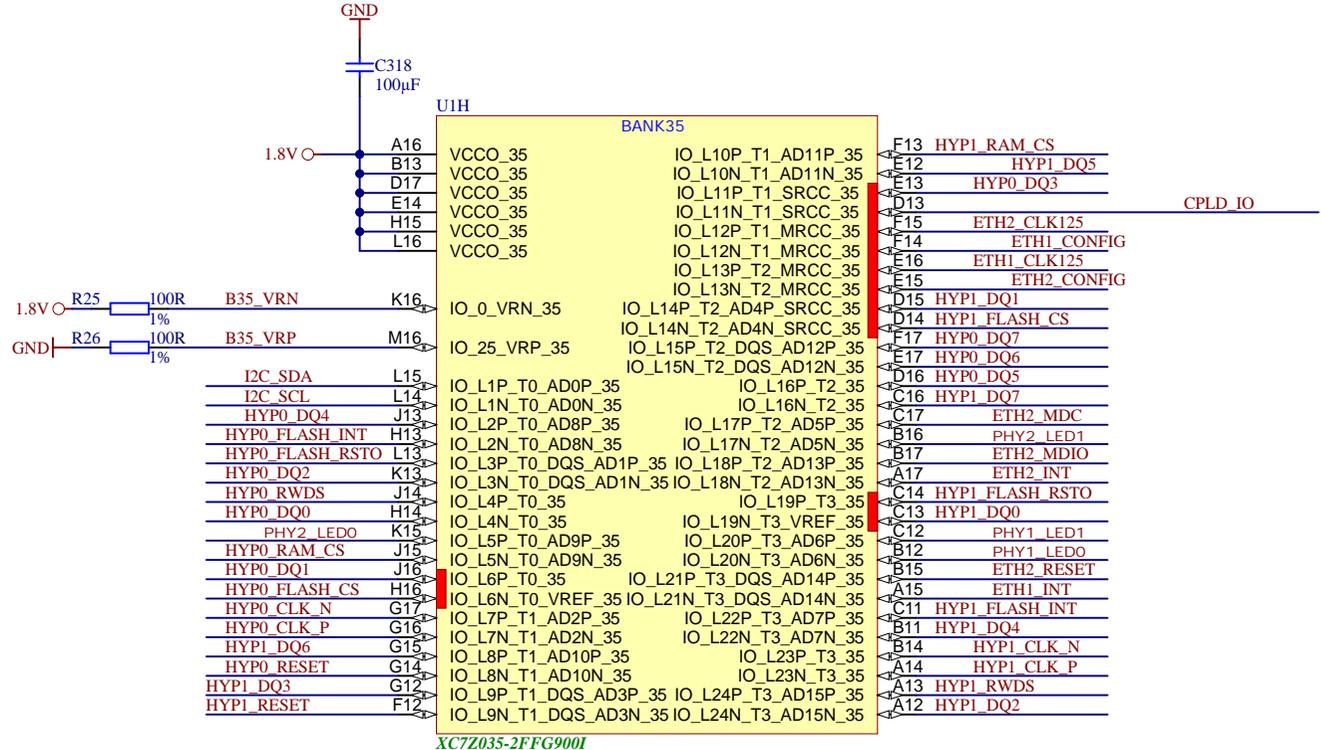 GND
C318
100µF
U1H
BANK35
1.8V
A16 VCCO_35
B13 VCCO_35
D17 VCCO_35
E14 VCCO_35
H15 VCCO_35
L16 VCCO_35
1.8V R25 100R 1% B35_VRN K16 IO_0_VRN_35
GND R26 100R 1% B35_VRP M16 IO_25_VRP_35
I2C_SDA L15 IO_L1P_T0_AD0P_35
I2C_SCL L14 IO_L1N_T0_AD0N_35
HYP0_DQ4 J13 IO_L2P_T0_AD8P_35
HYP0_FLASH_INT H13 IO_L2N_T0_AD8N_35
HYP0_FLASH_RSTO L13 IO_L3P_T0_DQS_AD1P_35
HYP0_DQ2 K13 IO_L3N_T0_DQS_AD1N_35
HYP0_RWDS J14 IO_L4P_T0_35
HYP0_DQ0 H14 IO_L4N_T0_35
PHY2_LED0 K15 IO_L5P_T0_AD9P_35
HYP0_RAM_CS J15 IO_L5N_T0_AD9N_35
HYP0_DQ1 J16 IO_L6P_T0_35
HYP0_FLASH_CS H16 IO_L6N_T0_VREF_35
HYP0_CLK_N G17 IO_L7P_T1_AD2P_35
HYP0_CLK_P G16 IO_L7N_T1_AD2N_35
HYP1_DQ6 G15 IO_L8P_T1_AD10P_35
HYP0_RESET G14 IO_L8N_T1_AD10N_35
HYP1_DQ3 G12 IO_L9P_T1_DQS_AD3P_35
HYP1_RESET F12 IO_L9N_T1_DQS_AD3N_35
IO_L10P_T1_AD11P_35 F13 HYP1_RAM_CS
IO_L10N_T1_AD11N_35 E12 HYP1_DQ5
IO_L11P_T1_SRCC_35 E13 HYP0_DQ3
IO_L11N_T1_SRCC_35 D13 CPLD_IO
IO_L12P_T1_MRCC_35 F15 ETH2_CLK125
IO_L12N_T1_MRCC_35 F14 ETH1_CONFIG
IO_L13P_T2_MRCC_35 E16 ETH1_CLK125
IO_L13N_T2_MRCC_35 E15 ETH2_CONFIG
IO_L14P_T2_AD4P_SRCC_35 D15 HYP1_DQ1
IO_L14N_T2_AD4N_SRCC_35 D14 HYP1_FLASH_CS
IO_L15P_T2_DQS_AD12P_35 F17 HYP0_DQ7
IO_L15N_T2_DQS_AD12N_35 E17 HYP0_DQ6
IO_L16P_T2_35 D16 HYP0_DQ5
IO_L16N_T2_35 C16 HYP1_DQ7
IO_L17P_T2_AD5P_35 C17 ETH2_MDC
IO_L17N_T2_AD5N_35 B16 PHY2_LED1
IO_L18P_T2_AD13P_35 B17 ETH2_MDIO
IO_L18N_T2_AD13N_35 A17 ETH2_INT
IO_L19P_T3_35 C14 HYP1_FLASH_RSTO
IO_L19N_T3_VREF_35 C13 HYP1_DQ0
IO_L20P_T3_AD6P_35 C12 PHY1_LED1
IO_L20N_T3_AD6N_35 B12 PHY1_LED0
IO_L21P_T3_DQS_AD14P_35 B15 ETH2_RESET
IO_L21N_T3_DQS_AD14N_35 A15 ETH1_INT
IO_L22P_T3_AD7P_35 C11 HYP1_FLASH_INT
IO_L22N_T3_AD7N_35 B11 HYP1_DQ4
IO_L23P_T3_35 B14 HYP1_CLK_N
IO_L23N_T3_35 A14 HYP1_CLK_P
IO_L24P_T3_AD15P_35 A13 HYP1_RWDS
IO_L24N_T3_AD15N_35 A12 HYP1_DQ2
XC7Z035-2FFG900I